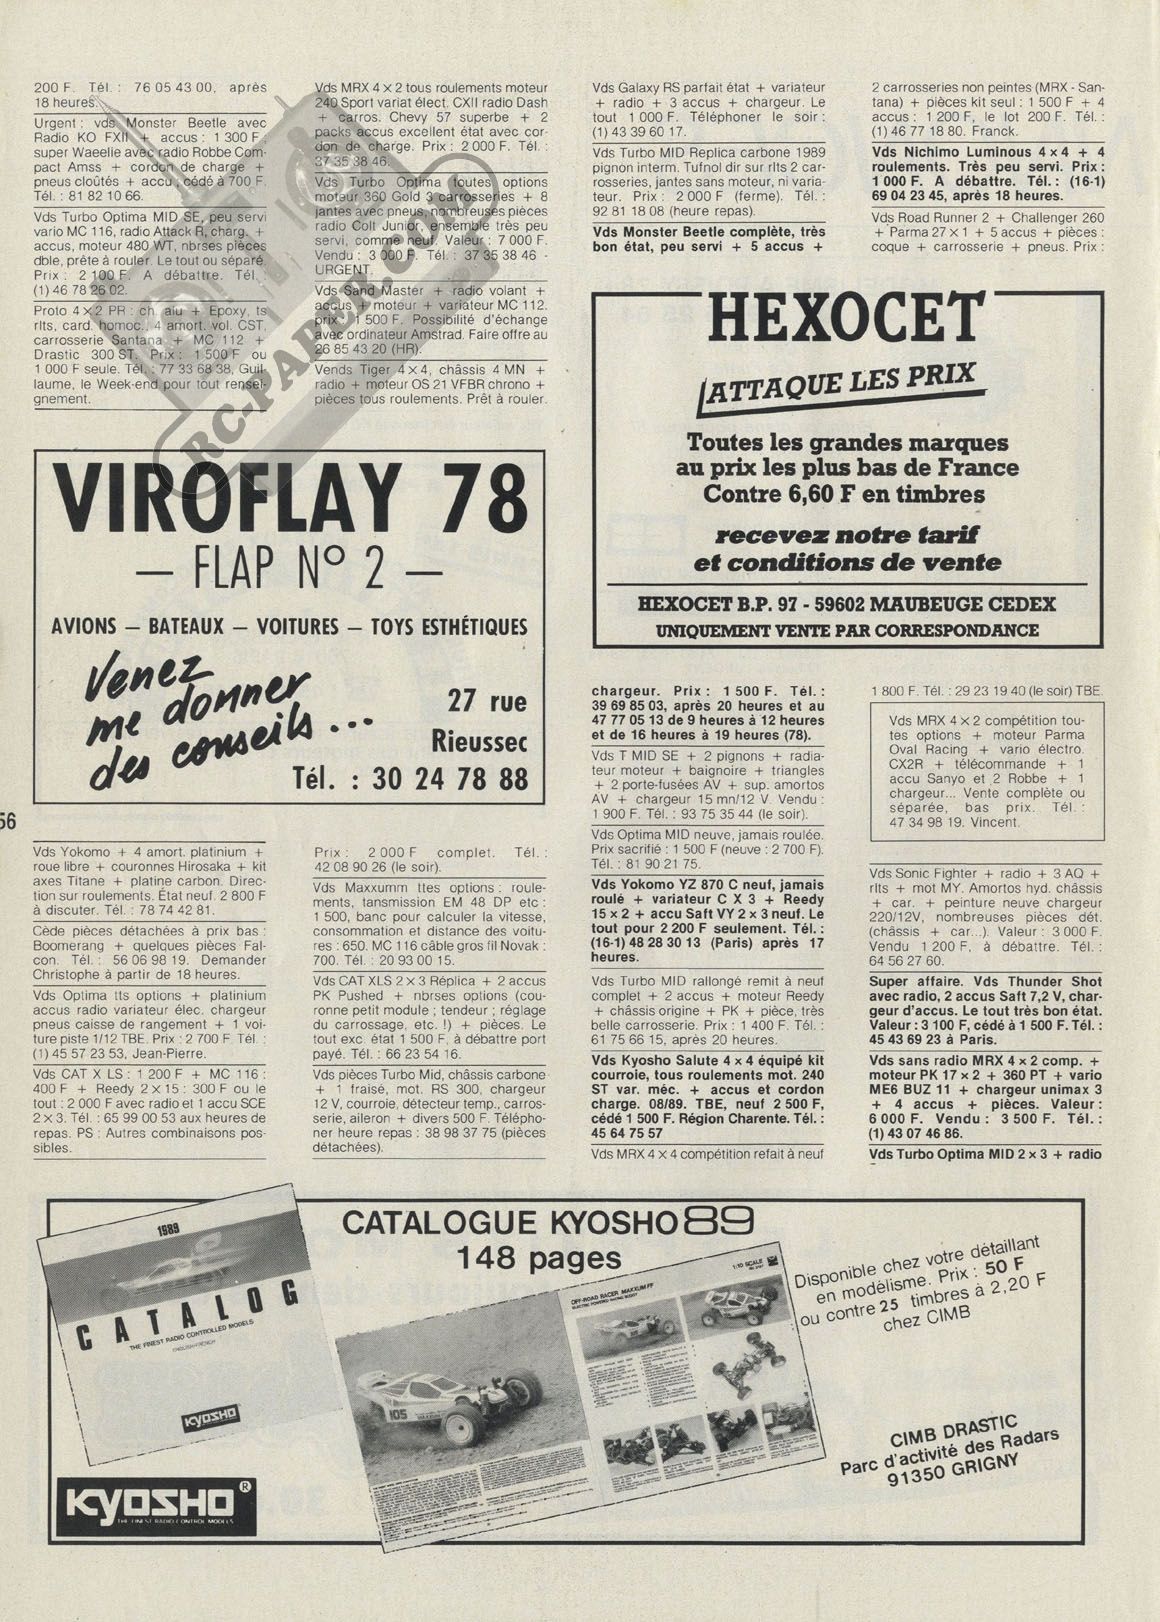 200 F. Tél. : 76 05 43 00, après
18 heures.
Urgent : vds Monster Beetle avec
Radio KO FXII + accus : 1 300 F.
super Waeelie avec radio Robbe Com-
pact Amss + cordon de charge +
pneus cloûtés + accu, cédé à 700 F.
Tél. : 81 82 10 66.
Vds Turbo Optima MID SE, peu servi
vario MC 116, radio Attack R, charg. +
accus, moteur 480 WT, nbrses pièces
dble, prête à rouler. Le tout ou séparé.
Prix : 2 100 F. A débattre. Tél. :
(1) 46 78 26 02.
Proto 4 × 2 PR : ch. alu + Epoxy, ts
rlts, card. homoc., 4 amort. vol. CST,
carrosserie Santana + MC 112 +
Drastic 300 ST. Prix : 1 500 F ou
1 000 F seule. Tél. : 77 33 68 38, Guil-
laume, le Week-end pour tout rensei-
gnement.
Vds MRX 4 × 2 tous roulements moteur
240 Sport variat élect. CXII radio Dash
+ carros. Chevy 57 superbe + 2
packs accus excellent état avec cor-
don de charge. Prix : 2 000 F. Tél. :
37 35 38 46.
Vds Turbo Optima toutes options
moteur 360 Gold 3 carrosseries + 8
jantes avec pneus, nombreuses pièces
radio Colt Junior, ensemble très peu
servi, comme neuf. Valeur : 7 000 F.
Vendu : 3 000 F. Tél. : 37 35 38 46 -
URGENT.
Vds Sand Master + radio volant +
accus + moteur + variateur MC 112.
prix 1 500 F. Possibilité d'échange
avec ordinateur Amstrad. Faire offre au
26 85 43 20 (HR).
Vends Tiger 4 × 4, châssis 4 MN +
radio + moteur OS 21 VFBR chrono +
pièces tous roulements. Prêt à rouler.
Vds Galaxy RS parfait état + variateur
+ radio + 3 accus + chargeur. Le
tout 1 000 F. Téléphoner le soir :
(1) 43 39 60 17.
Vds Turbo MID Replica carbone 1989
pignon interm. Tufnol dir sur rlts 2 car-
rosseries, jantes sans moteur, ni varia-
teur. Prix : 2 000 F (ferme). Tél. :
92 81 18 08 (heure repas).
Vds Monster Beetle complète, très
bon état, peu servi + 5 accus +
2 carrosseries non peintes (MRX - San-
tana) + pièces kit seul : 1 500 F + 4
accus : 1 200 F, le lot 200 F. Tél. :
(1) 46 77 18 80. Franck.
Vds Nichimo Luminous 4 × 4 + 4
roulements. Très peu servi. Prix :
1 000 F. A débattre. Tél. : (16-1)
69 04 23 45, après 18 heures.
Vds Road Runner 2 + Challenger 260
+ Parma 27 × 1 + 5 accus + pièces :
coque + carrosserie + pneus. Prix :
RC-PAPER.COM
HEXOCET
ATTAQUE LES PRIX
Toutes les grandes marques
au prix les plus bas de France
Contre 6,60 F en timbres
recevez notre tarif
et conditions de vente
HEXOCET B.P. 97 - 59602 MAUBEUGE CEDEX
UNIQUEMENT VENTE PAR CORRESPONDANCE
VIROFLAY 78
— FLAP N° 2 —
AVIONS — BATEAUX — VOITURES — TOYS ESTHÉTIQUES
Venez
me donner
des conseils...
27 rue
Rieussec
Tél. : 30 24 78 88
56
Vds Yokomo + 4 amort. platinium +
roue libre + couronnes Hirosaka + kit
axes Titane + platine carbon. Direc-
tion sur roulements. État neuf. 2 800 F
à discuter. Tél. : 78 74 42 81.
Cède pièces détachées à prix bas :
Boomerang + quelques pièces Fal-
con. Tél. : 56 06 98 19. Demander
Christophe à partir de 18 heures.
Vds Optima tts options + platinium
accus radio variateur élec. chargeur
pneus caisse de rangement + 1 voi-
ture piste 1/12 TBE. Prix : 2 700 F. Tél. :
(1) 45 57 23 53, Jean-Pierre.
Vds CAT X LS : 1 200 F + MC 116 :
400 F + Reedy 2 × 15 : 300 F ou le
tout : 2 000 F avec radio et 1 accu SCE
2 × 3. Tél. : 65 99 00 53 aux heures de
repas. PS : Autres combinaisons pos-
sibles.
Prix : 2 000 F complet. Tél. :
42 08 90 26 (le soir).
Vds Maxxumm ttes options : roule-
ments, tansmission EM 48 DP etc :
1 500, banc pour calculer la vitesse,
consommation et distance des voitu-
res : 650. MC 116 câble gros fil Novak :
700. Tél. : 20 93 00 15.
Vds CAT XLS 2 × 3 Réplica + 2 accus
PK Pushed + nbrses options (cou-
ronne petit module ; tendeur ; réglage
du carrossage, etc. !) + pièces. Le
tout exc. état 1 500 F, à débattre port
payé. Tél. : 66 23 54 16.
Vds pièces Turbo Mid, châssis carbone
+ 1 fraisé, mot. RS 300, chargeur
12 V, courroie, détecteur temp., carros-
serie, aileron + divers 500 F. Télépho-
ner heure repas : 38 98 37 75 (pièces
détachées).
chargeur. Prix : 1 500 F. Tél. :
39 69 85 03, après 20 heures et au
47 77 05 13 de 9 heures à 12 heures
et de 16 heures à 19 heures (78).
Vds T MID SE + 2 pignons + radia-
teur moteur + baignoire + triangles
+ 2 porte-fusées AV + sup. amortos
AV + chargeur 15 mn/12 V. Vendu :
1 900 F. Tél. : 93 75 35 44 (le soir).
Vds Optima MID neuve, jamais roulée.
Prix sacrifié : 1 500 F (neuve : 2 700 F).
Tél. : 81 90 21 75.
Vds Yokomo YZ 870 C neuf, jamais
roulé + variateur C X 3 + Reedy
15 × 2 + accu Saft VY 2 × 3 neuf. Le
tout pour 2 200 F seulement. Tél. :
(16-1) 48 28 30 13 (Paris) après 17
heures.
Vds Turbo MID rallongé remit à neuf
complet + 2 accus + moteur Reedy
+ châssis origine + PK + pièce, très
belle carrosserie. Prix : 1 400 F. Tél. :
61 75 66 15, après 20 heures.
Vds Kyosho Salute 4 × 4 équipé kit
courroie, tous roulements mot. 240
ST var. méc. + accus et cordon
charge. 08/89. TBE, neuf 2 500 F,
cédé 1 500 F. Région Charente. Tél. :
45 64 75 57
Vds MRX 4 × 4 compétition refait à neuf
1 800 F. Tél. : 29 23 19 40 (le soir) TBE.
Vds MRX 4 × 2 compétition tou-
tes options + moteur Parma
Oval Racing + vario électro.
CX2R + télécommande + 1
accu Sanyo et 2 Robbe + 1
chargeur... Vente complète ou
séparée, bas prix. Tél. :
47 34 98 19. Vincent.
Vds Sonic Fighter + radio + 3 AQ +
rlts + mot MY. Amortos hyd. châssis
+ car. + peinture neuve chargeur
220/12V, nombreuses pièces dét.
(châssis + car...). Valeur : 3 000 F.
Vendu 1 200 F, à débattre. Tél. :
64 56 27 60.
Super affaire. Vds Thunder Shot
avec radio, 2 accus Saft 7,2 V, char-
geur d'accus. Le tout très bon état.
Valeur : 3 100 F, cédé à 1 500 F. Tél. :
45 43 69 23 à Paris.
Vds sans radio MRX 4 × 2 comp. +
moteur PK 17 × 2 + 360 PT + vario
ME6 BUZ 11 + chargeur unimax 3
+ 4 accus + pièces. Valeur :
6 000 F. Vendu : 3 500 F. Tél. :
(1) 43 07 46 86.
Vds Turbo Optima MID 2 × 3 + radio
CATALOGUE KYOSHO 89
148 pages
Disponible chez votre détaillant
en modélisme. Prix : 50 F
ou contre 25 timbres à 2,20 F
chez CIMB
CIMB DRASTIC
Parc d'activité des Radars
91350 GRIGNY
1989
CATALOG
THE FINEST RADIO CONTROLLED MODELS
ENGLISH/FRENCH
KYOSHO
OFF-ROAD RACER MAXXUM FF
ELECTRIC POWERED RACING BUGGY
1:10 SCALE
105
KYOSHO®
THE FINEST RADIO CONTROL MODELS